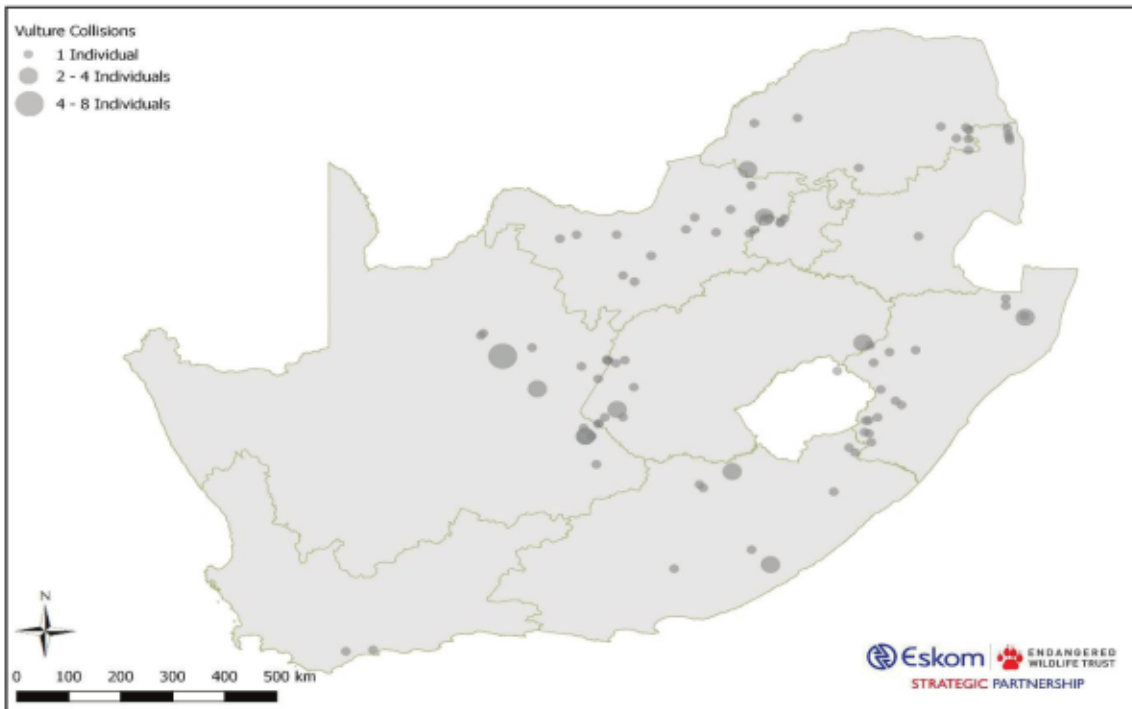 Vulture Collisions
1 Individual
2 - 4 Individuals
4 - 8 Individuals
N
0 100 200 300 400 500 km
Eskom
ENDANGERED
WILDLIFE TRUST
STRATEGIC PARTNERSHIP